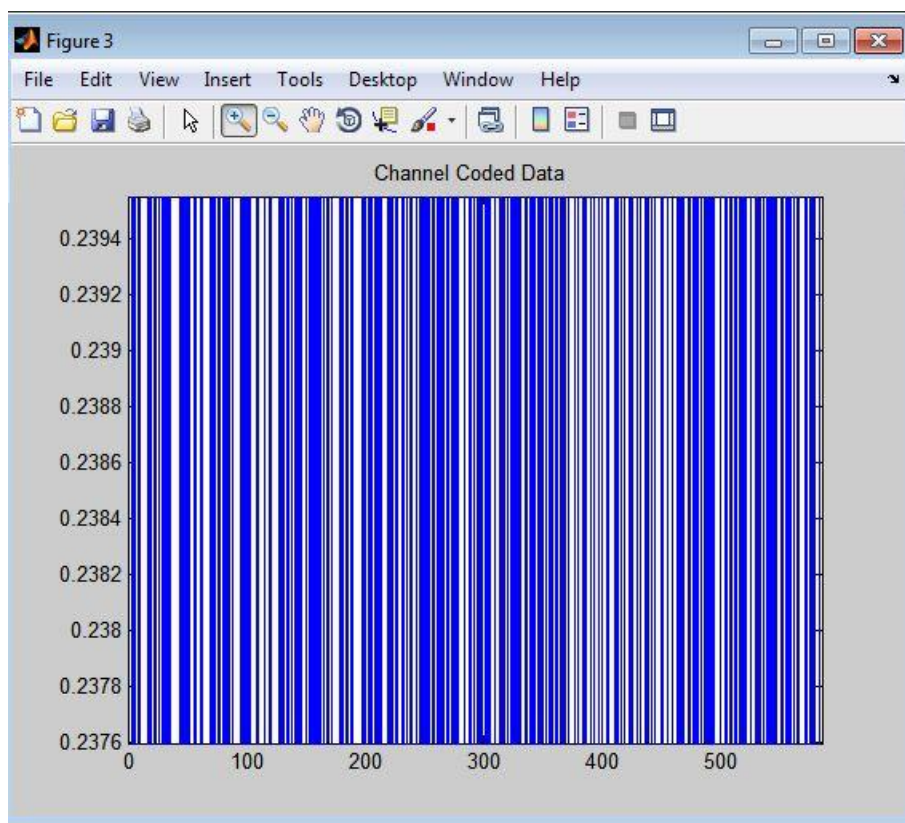 Figure 3
File Edit View Insert Tools Desktop Window Help
Channel Coded Data
0.2394
0.2392
0.239
0.2388
0.2386
0.2384
0.2382
0.238
0.2378
0.2376
0 100 200 300 400 500